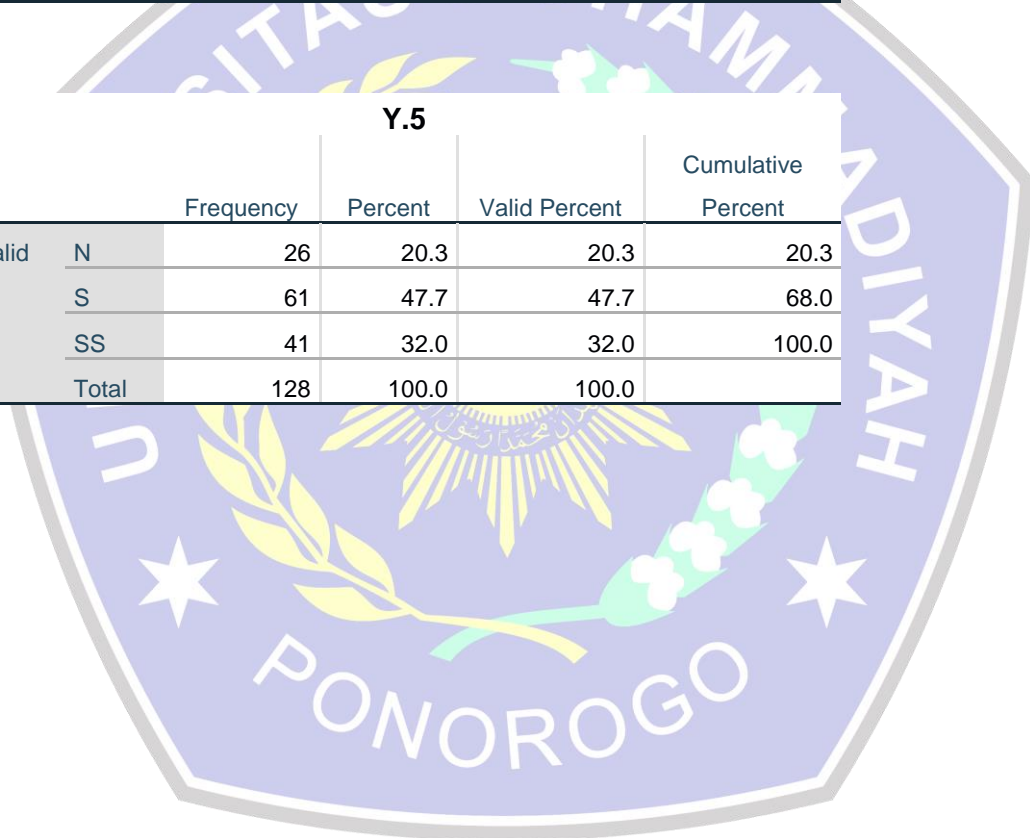 Y.5
Cumulative
Frequency Percent Valid Percent Percent
alid N 26 20.3 20.3 20.3
S 61 47.7 47.7 68.0
SS 41 32.0 32.0 100.0
Total 128 100.0 100.0
PONOROGO